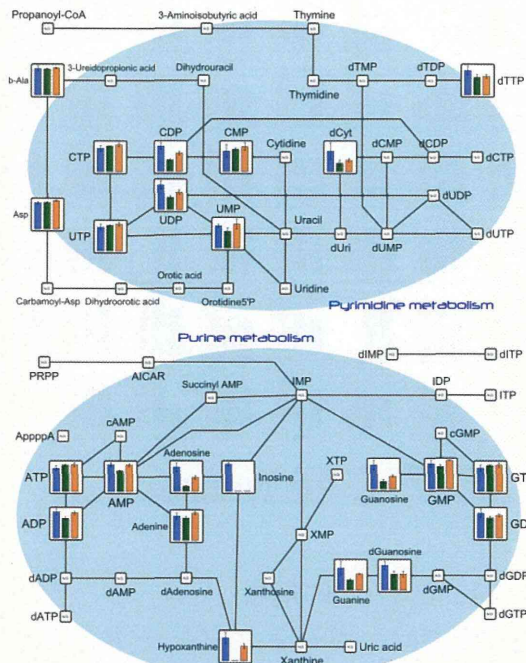 Propanoyl-CoA 3-Aminoisobutyric acid Thymine
b-Ala 3-Ureidopropionic acid Dihydrouracil dTMP dTDP
dTTP
Thymidine
CDP CMP Cytidine dCyt dCMP dCDP
CTP dCTP
dUDP
Asp UDP UMP Uracil
UTP dUri dUMP dUTP
Orotic acid
Uridine
Carbamoyl-Asp Dihydroorotic acid Orotidine5'P
Pyrimidine metabolism
Purine metabolism
dIMP dITP
PRPP AICAR IMP IDP
Succinyl AMP ITP
AppppA cAMP cGMP
Adenosine XTP
ATP Inosine GT
AMP Guanosine GMP
ADP Adenine XMP GD
dGuanosine
dADP dGDP
dAMP dAdenosine Xanthosine Guanine dGMP
dATP dGTP
Hypoxanthine Uric acid
Xanthine